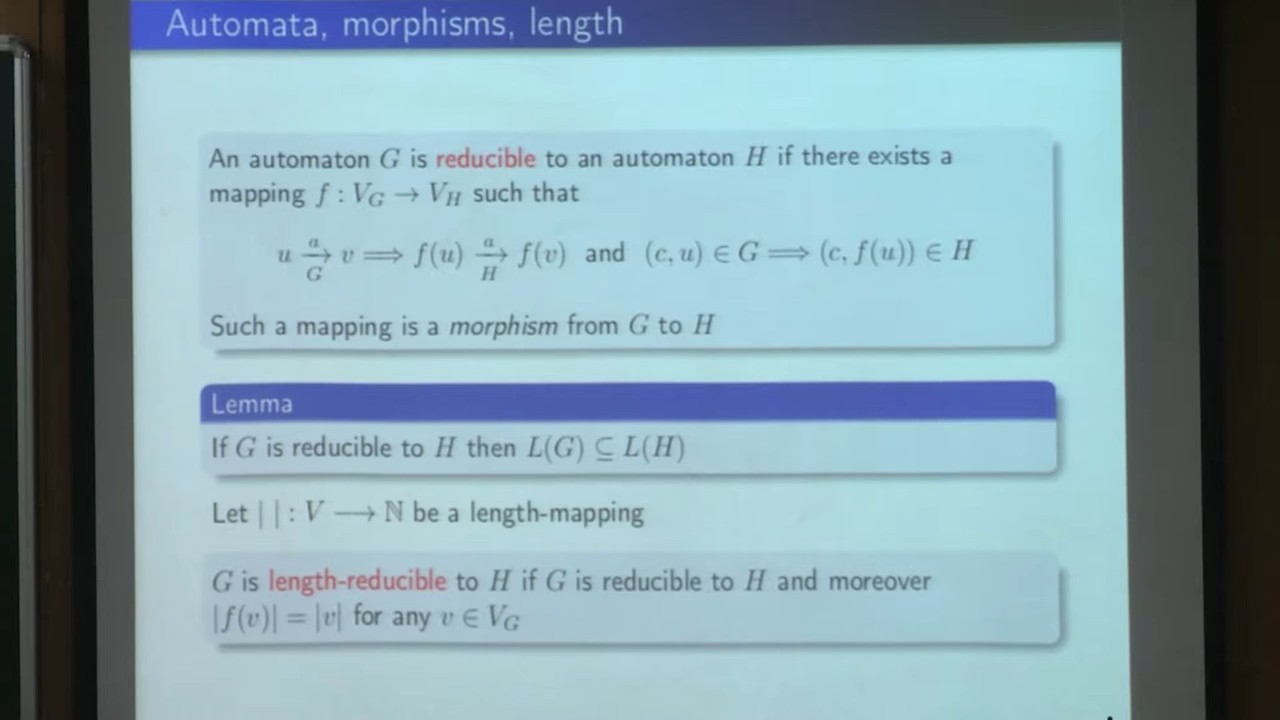 Automata, morphisms, length
An automaton G is reducible to an automaton H if there exists a
mapping f : V_G → V_H such that
u →^a_G v ⟹ f(u) →^a_H f(v) and (c, u) ∈ G ⟹ (c, f(u)) ∈ H
Such a mapping is a morphism from G to H
Lemma
If G is reducible to H then L(G) ⊆ L(H)
Let | | : V ⟶ ℕ be a length-mapping
G is length-reducible to H if G is reducible to H and moreover
|f(v)| = |v| for any v ∈ V_G